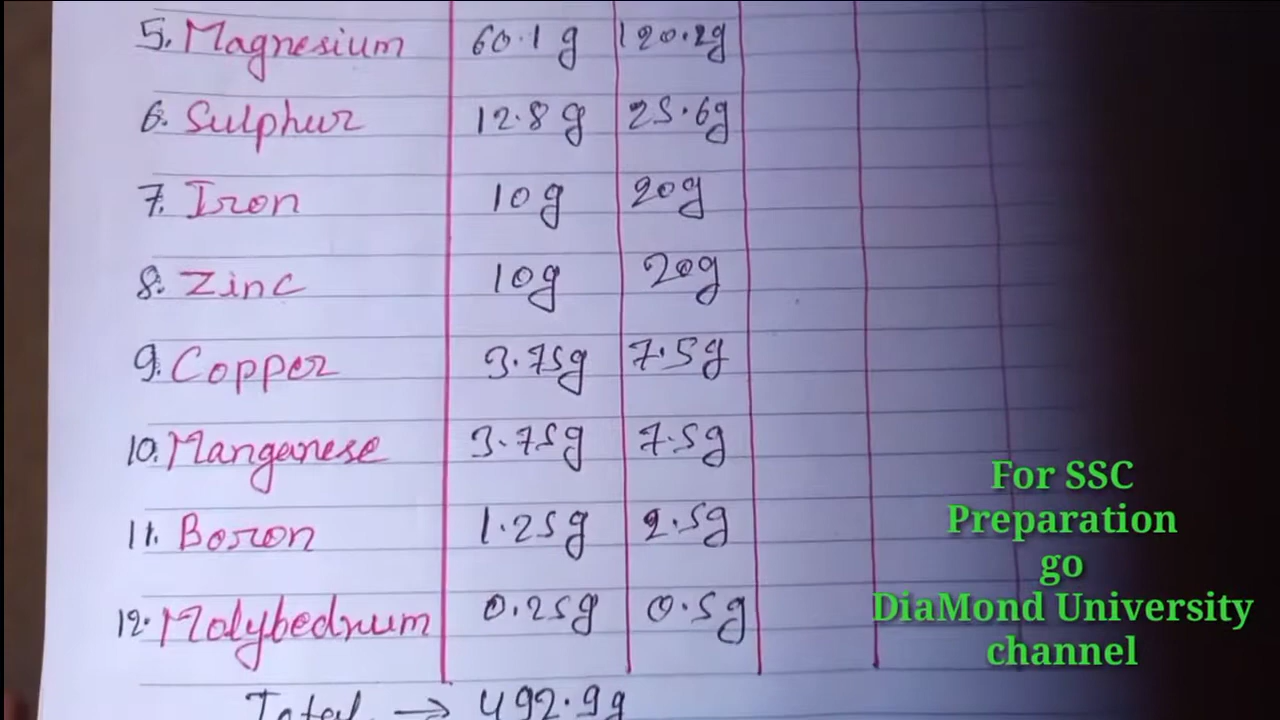 5. Magnesium 60.1 g 120.2g
6. Sulphur 12.8 g 25.6g
7. Iron 10 g 20g
8. Zinc 10g 20g
9. Copper 3.75g 7.5g
10. Manganese 3.75g 7.5g
11. Boron 1.25g 2.5g
12. Molybednum 0.25g 0.5g
Total → 492.9g
For SSC
Preparation
go
DiaMond University
channel